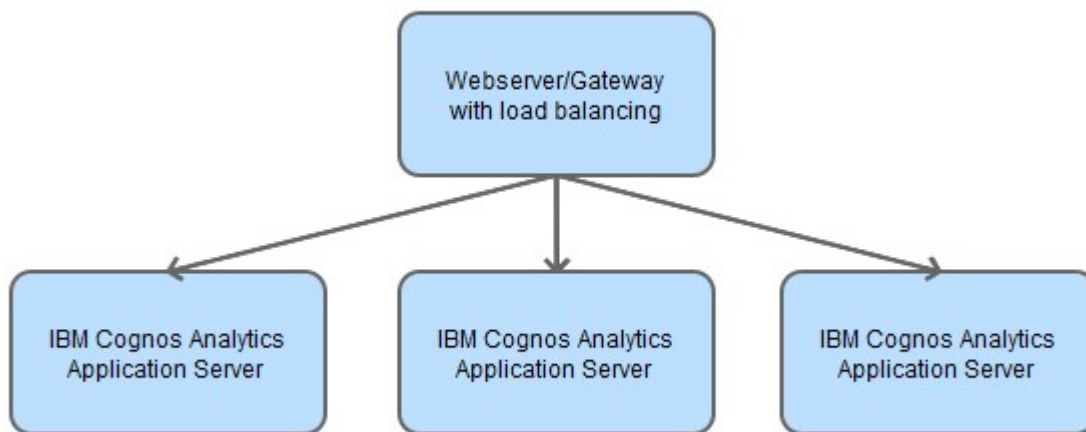 Webserver/Gateway
with load balancing
IBM Cognos Analytics
Application Server
IBM Cognos Analytics
Application Server
IBM Cognos Analytics
Application Server